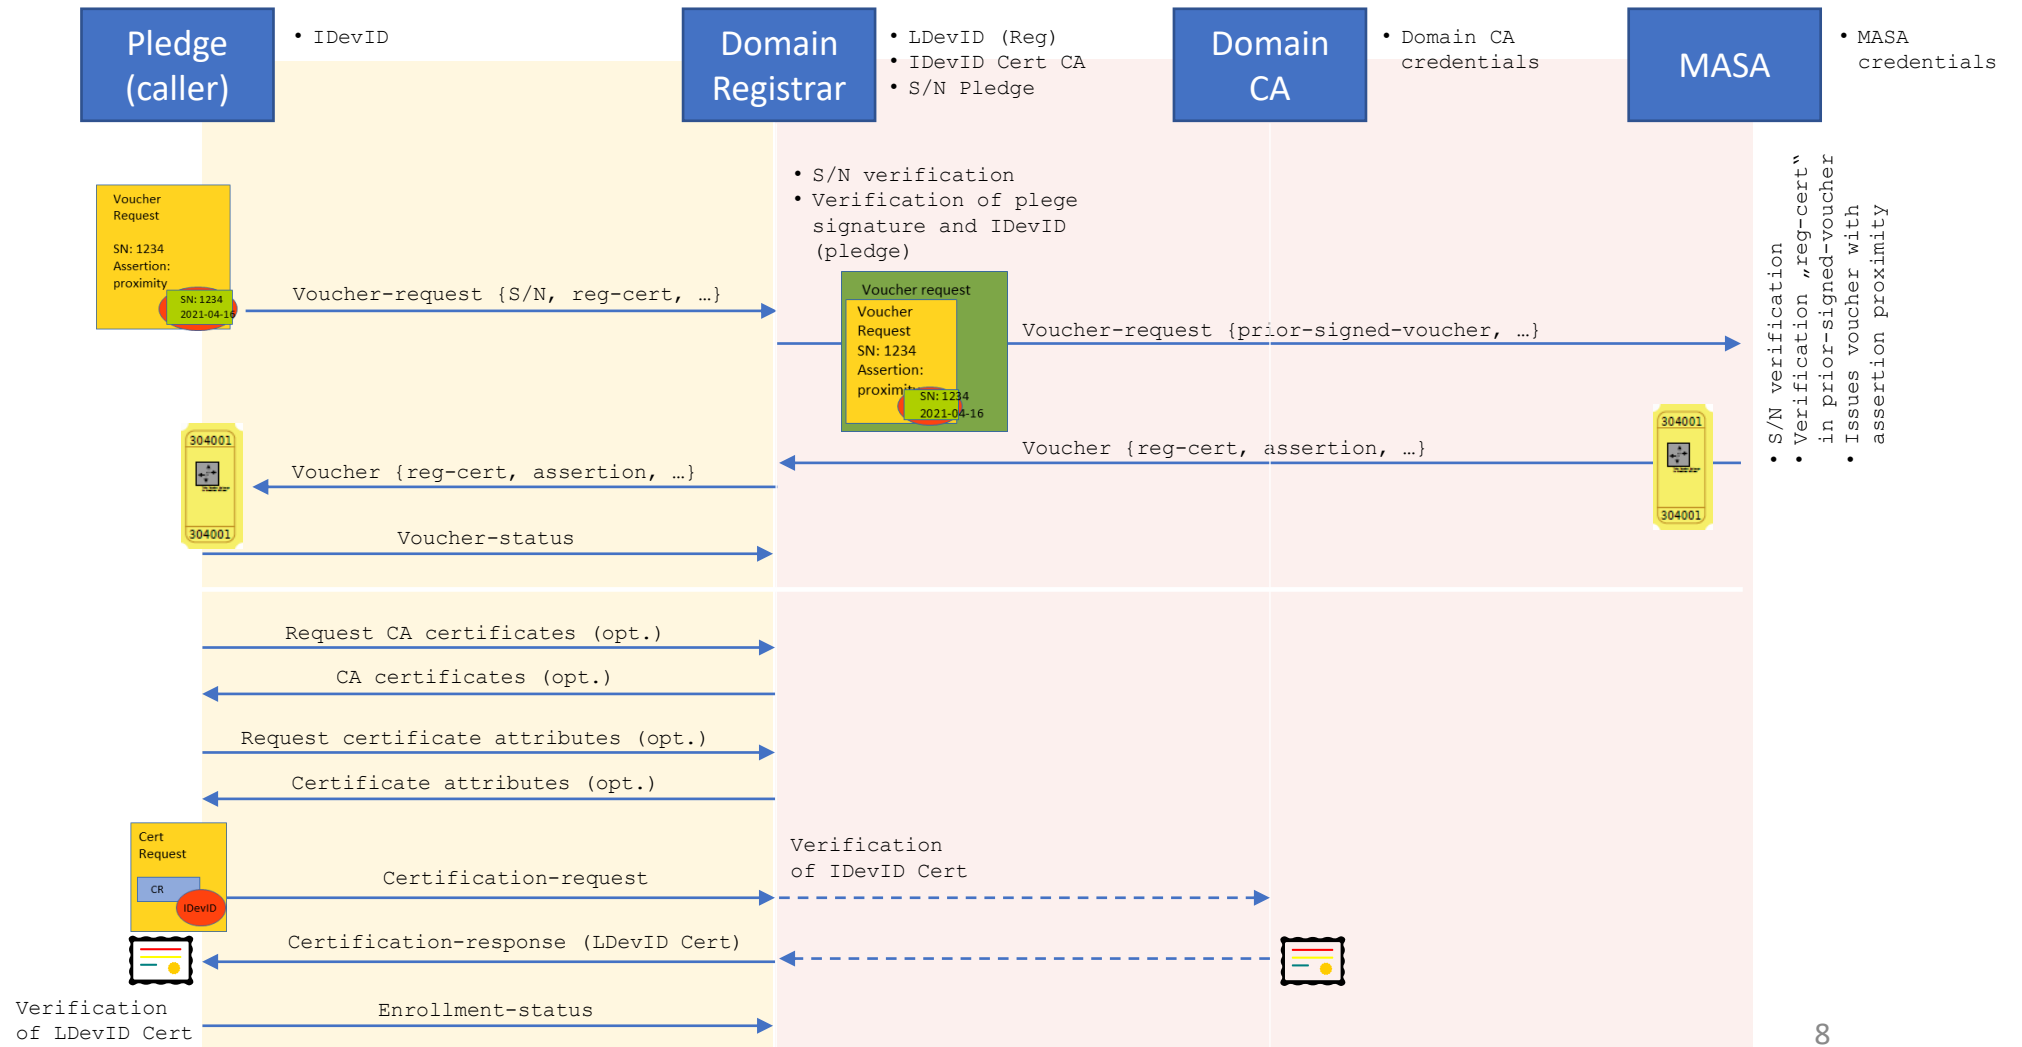 Pledge
(caller)
• IDevID
Domain
Registrar
• LDevID (Reg)
• IDevID Cert CA
• S/N Pledge
Domain
CA
• Domain CA
credentials
MASA
• MASA
credentials
Voucher
Request
SN: 1234
Assertion:
proximity
SN: 1234
2021-04-16
Voucher-request {S/N, reg-cert, …}
• S/N verification
• Verification of plege
signature and IDevID
(pledge)
Voucher request
Voucher
Request
SN: 1234
Assertion:
proximity
SN: 1234
2021-04-16
Voucher-request {prior-signed-voucher, …}
• S/N verification
• Verification „reg-cert“
in prior-signed-voucher
• Issues voucher with
assertion proximity
304001
304001
Voucher {reg-cert, assertion, …}
304001
304001
Voucher {reg-cert, assertion, …}
Voucher-status
Request CA certificates (opt.)
CA certificates (opt.)
Request certificate attributes (opt.)
Certificate attributes (opt.)
Cert
Request
CR
IDevID
Certification-request
Verification
of IDevID Cert
Certification-response (LDevID Cert)
Verification
of LDevID Cert
Enrollment-status
8